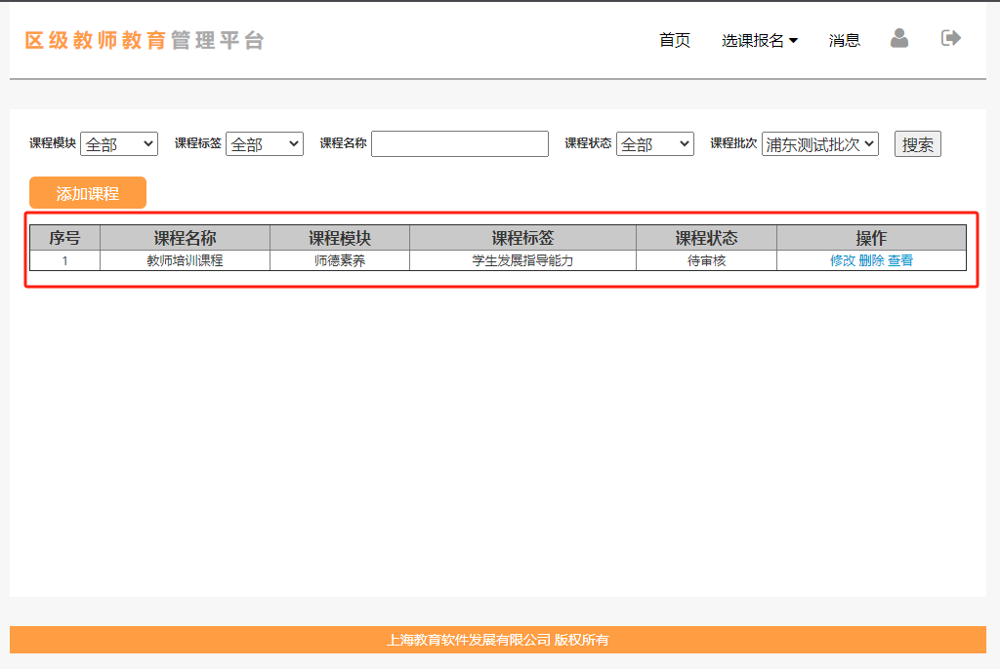 区级教师教育管理平台
首页 选课报名 消息
课程模块 全部 课程标签 全部 课程名称 课程状态 全部 课程批次 浦东测试批次 搜索
添加课程
序号 课程名称 课程模块 课程标签 课程状态 操作
1 教师培训课程 师德素养 学生发展指导能力 待审核 修改 删除 查看
上海教育软件发展有限公司 版权所有